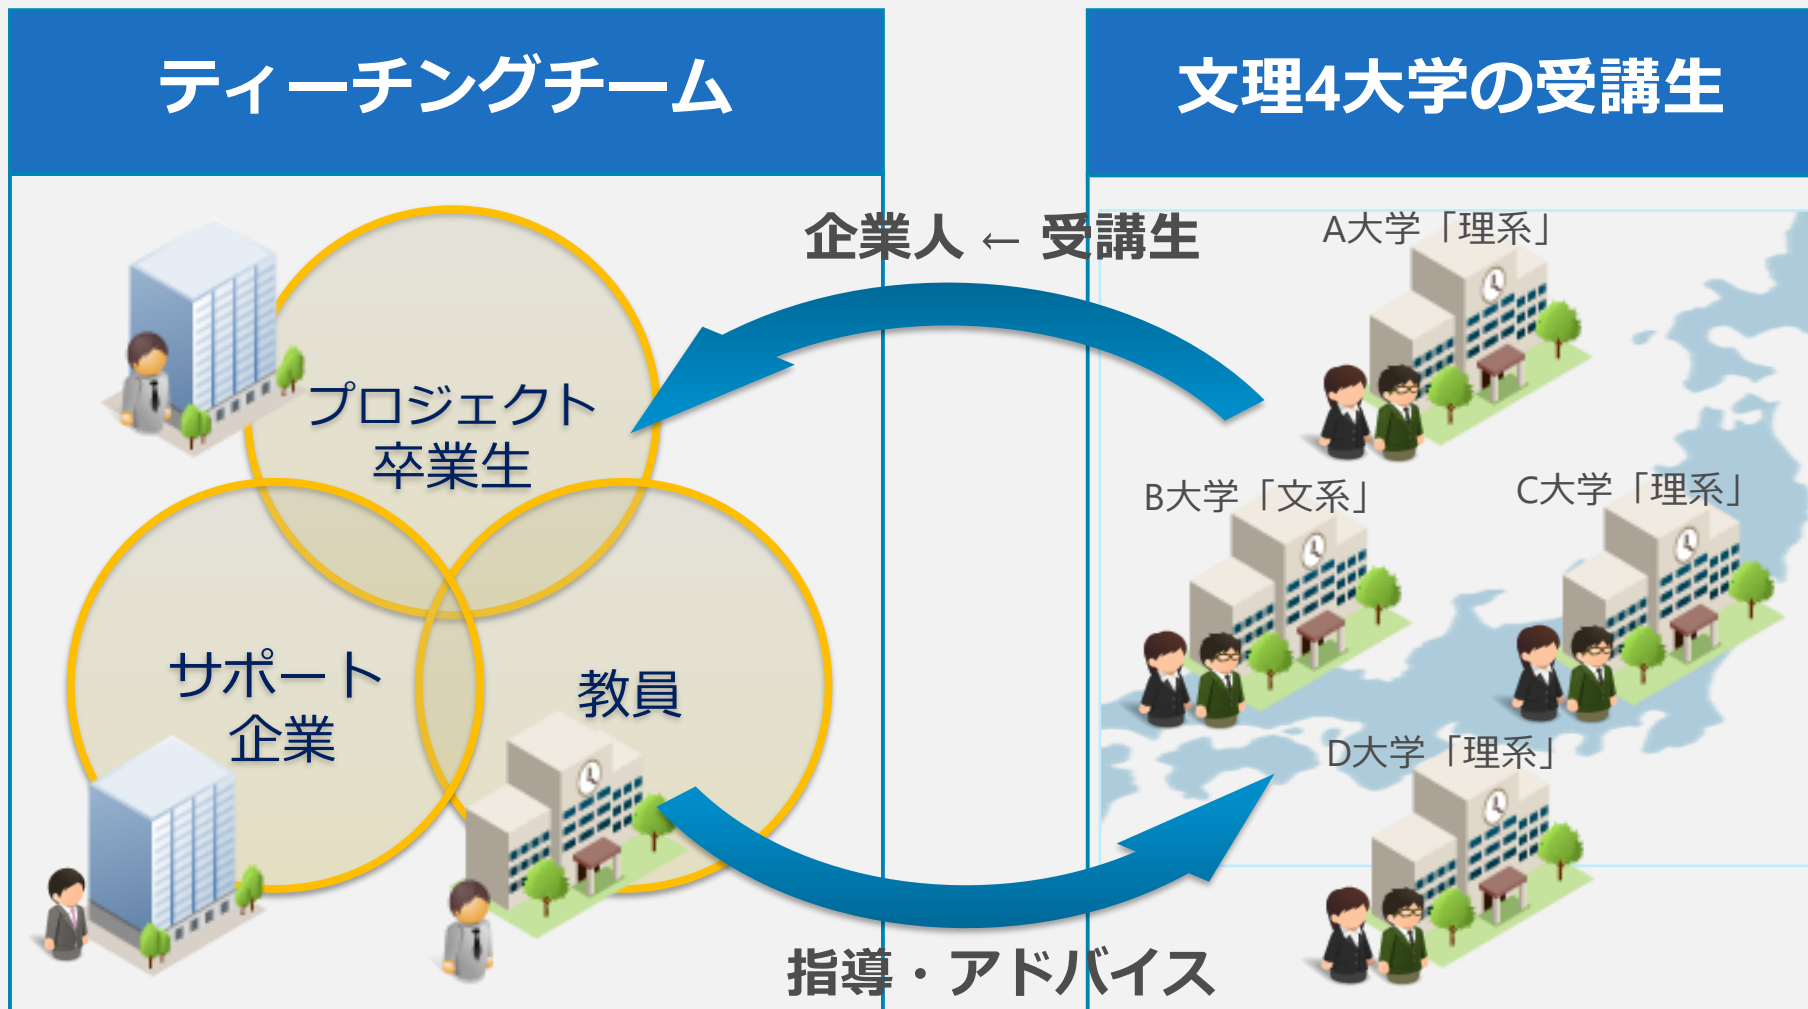 ティーチングチーム
プロジェクト
卒業生
サポート
企業
教員
企業人 ← 受講生
指導・アドバイス
文理4大学の受講生
A大学「理系」
B大学「文系」
C大学「理系」
D大学「理系」